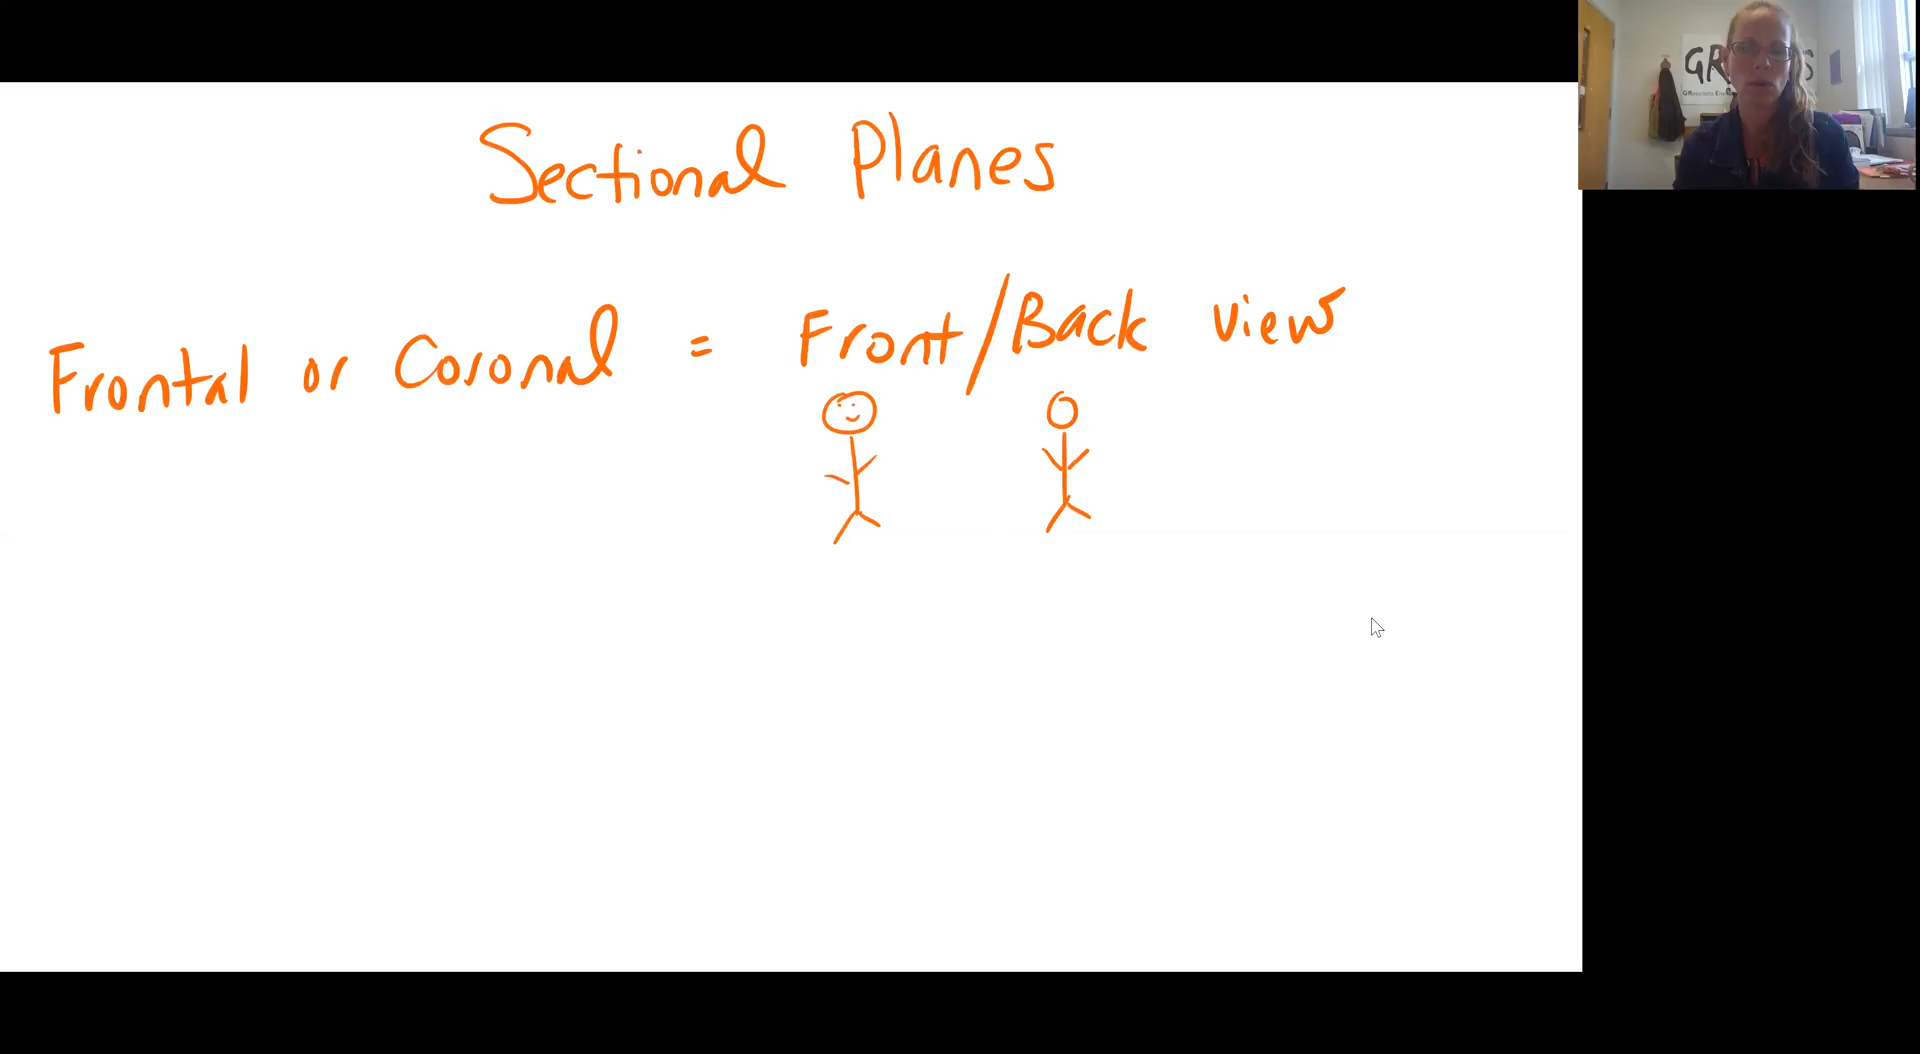 Sectional Planes
Frontal or Coronal = Front/Back view